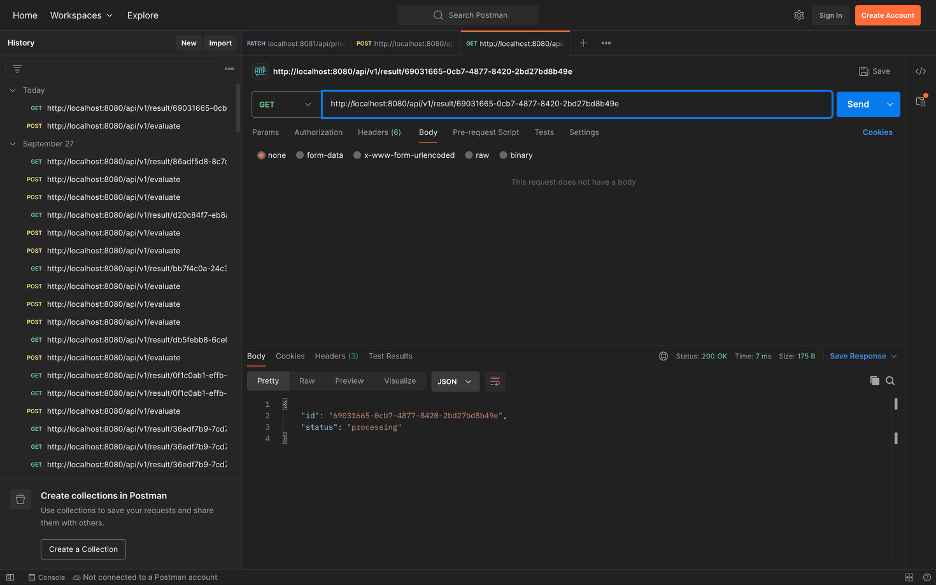 Home Workspaces Explore Search Postman Sign In Create Account
History New Import
PATCH localhost:8081/api/priv POST http://localhost:8080/ap GET http://localhost:8080/api
http://localhost:8080/api/v1/result/69031665-0cb7-4877-8420-2bd27bd8b49e Save
Today
GET http://localhost:8080/api/v1/result/69031665-0cb
POST http://localhost:8080/api/v1/evaluate
September 27
GET http://localhost:8080/api/v1/result/86adf5d8-8c7c
POST http://localhost:8080/api/v1/evaluate
POST http://localhost:8080/api/v1/evaluate
GET http://localhost:8080/api/v1/result/d20c84f7-eb8a
POST http://localhost:8080/api/v1/evaluate
POST http://localhost:8080/api/v1/evaluate
GET http://localhost:8080/api/v1/result/bb7f4c0a-24c3
POST http://localhost:8080/api/v1/evaluate
POST http://localhost:8080/api/v1/evaluate
POST http://localhost:8080/api/v1/evaluate
GET http://localhost:8080/api/v1/result/db5febb8-6ce0
POST http://localhost:8080/api/v1/evaluate
GET http://localhost:8080/api/v1/result/0f1c0ab1-effb-
GET http://localhost:8080/api/v1/result/0f1c0ab1-effb-
POST http://localhost:8080/api/v1/evaluate
GET http://localhost:8080/api/v1/result/36edf7b9-7cd7
GET http://localhost:8080/api/v1/result/36edf7b9-7cd7
GET http://localhost:8080/api/v1/result/36edf7b9-7cd7
Create collections in Postman
Use collections to save your requests and share
them with others.
Create a Collection
GET http://localhost:8080/api/v1/result/69031665-0cb7-4877-8420-2bd27bd8b49e Send
Params Authorization Headers (6) Body Pre-request Script Tests Settings Cookies
none form-data x-www-form-urlencoded raw binary
This request does not have a body
Body Cookies Headers (3) Test Results Status: 200 OK Time: 7 ms Size: 175 B Save Response
Pretty Raw Preview Visualize JSON
1 {
2 "id": "69031665-0cb7-4877-8420-2bd27bd8b49e",
3 "status": "processing"
4 }
Console Not connected to a Postman account